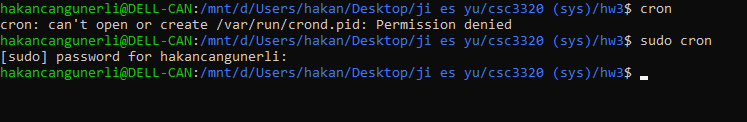 hakancangunerli@DELL-CAN:/mnt/d/Users/hakan/Desktop/ji es yu/csc3320 (sys)/hw3$ cron
cron: can't open or create /var/run/crond.pid: Permission denied
hakancangunerli@DELL-CAN:/mnt/d/Users/hakan/Desktop/ji es yu/csc3320 (sys)/hw3$ sudo cron
[sudo] password for hakancangunerli:
hakancangunerli@DELL-CAN:/mnt/d/Users/hakan/Desktop/ji es yu/csc3320 (sys)/hw3$